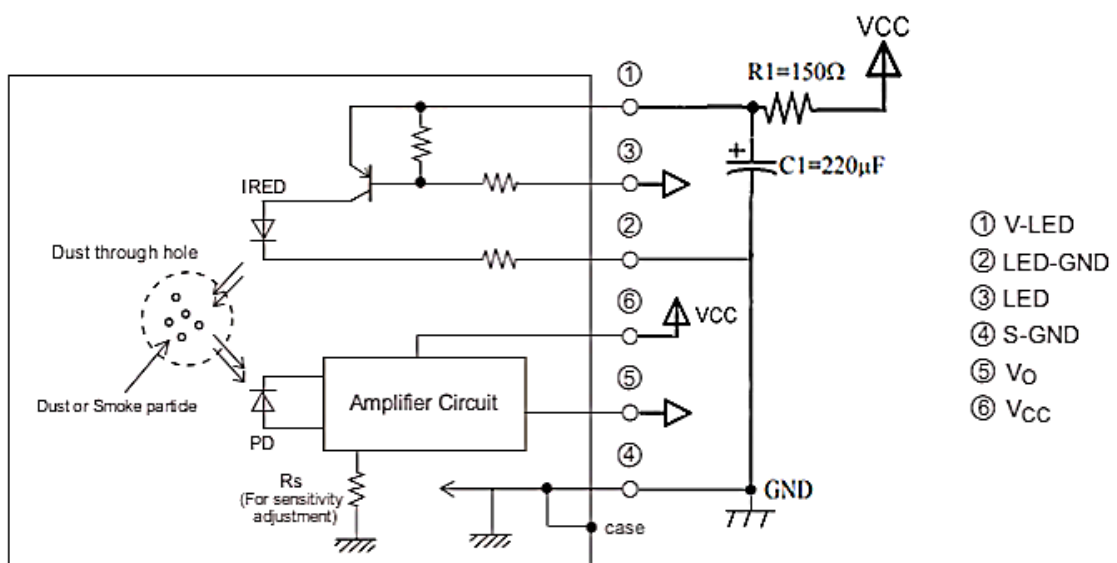 VCC
R1=150Ω
①
③
+
C1=220µF
IRED
②
Dust through hole
⑥
VCC
Dust or Smoke particle
PD
Amplifier Circuit
⑤
④
Rs
(For sensitivity
adjustment)
GND
case
① V-LED
② LED-GND
③ LED
④ S-GND
⑤ VO
⑥ VCC